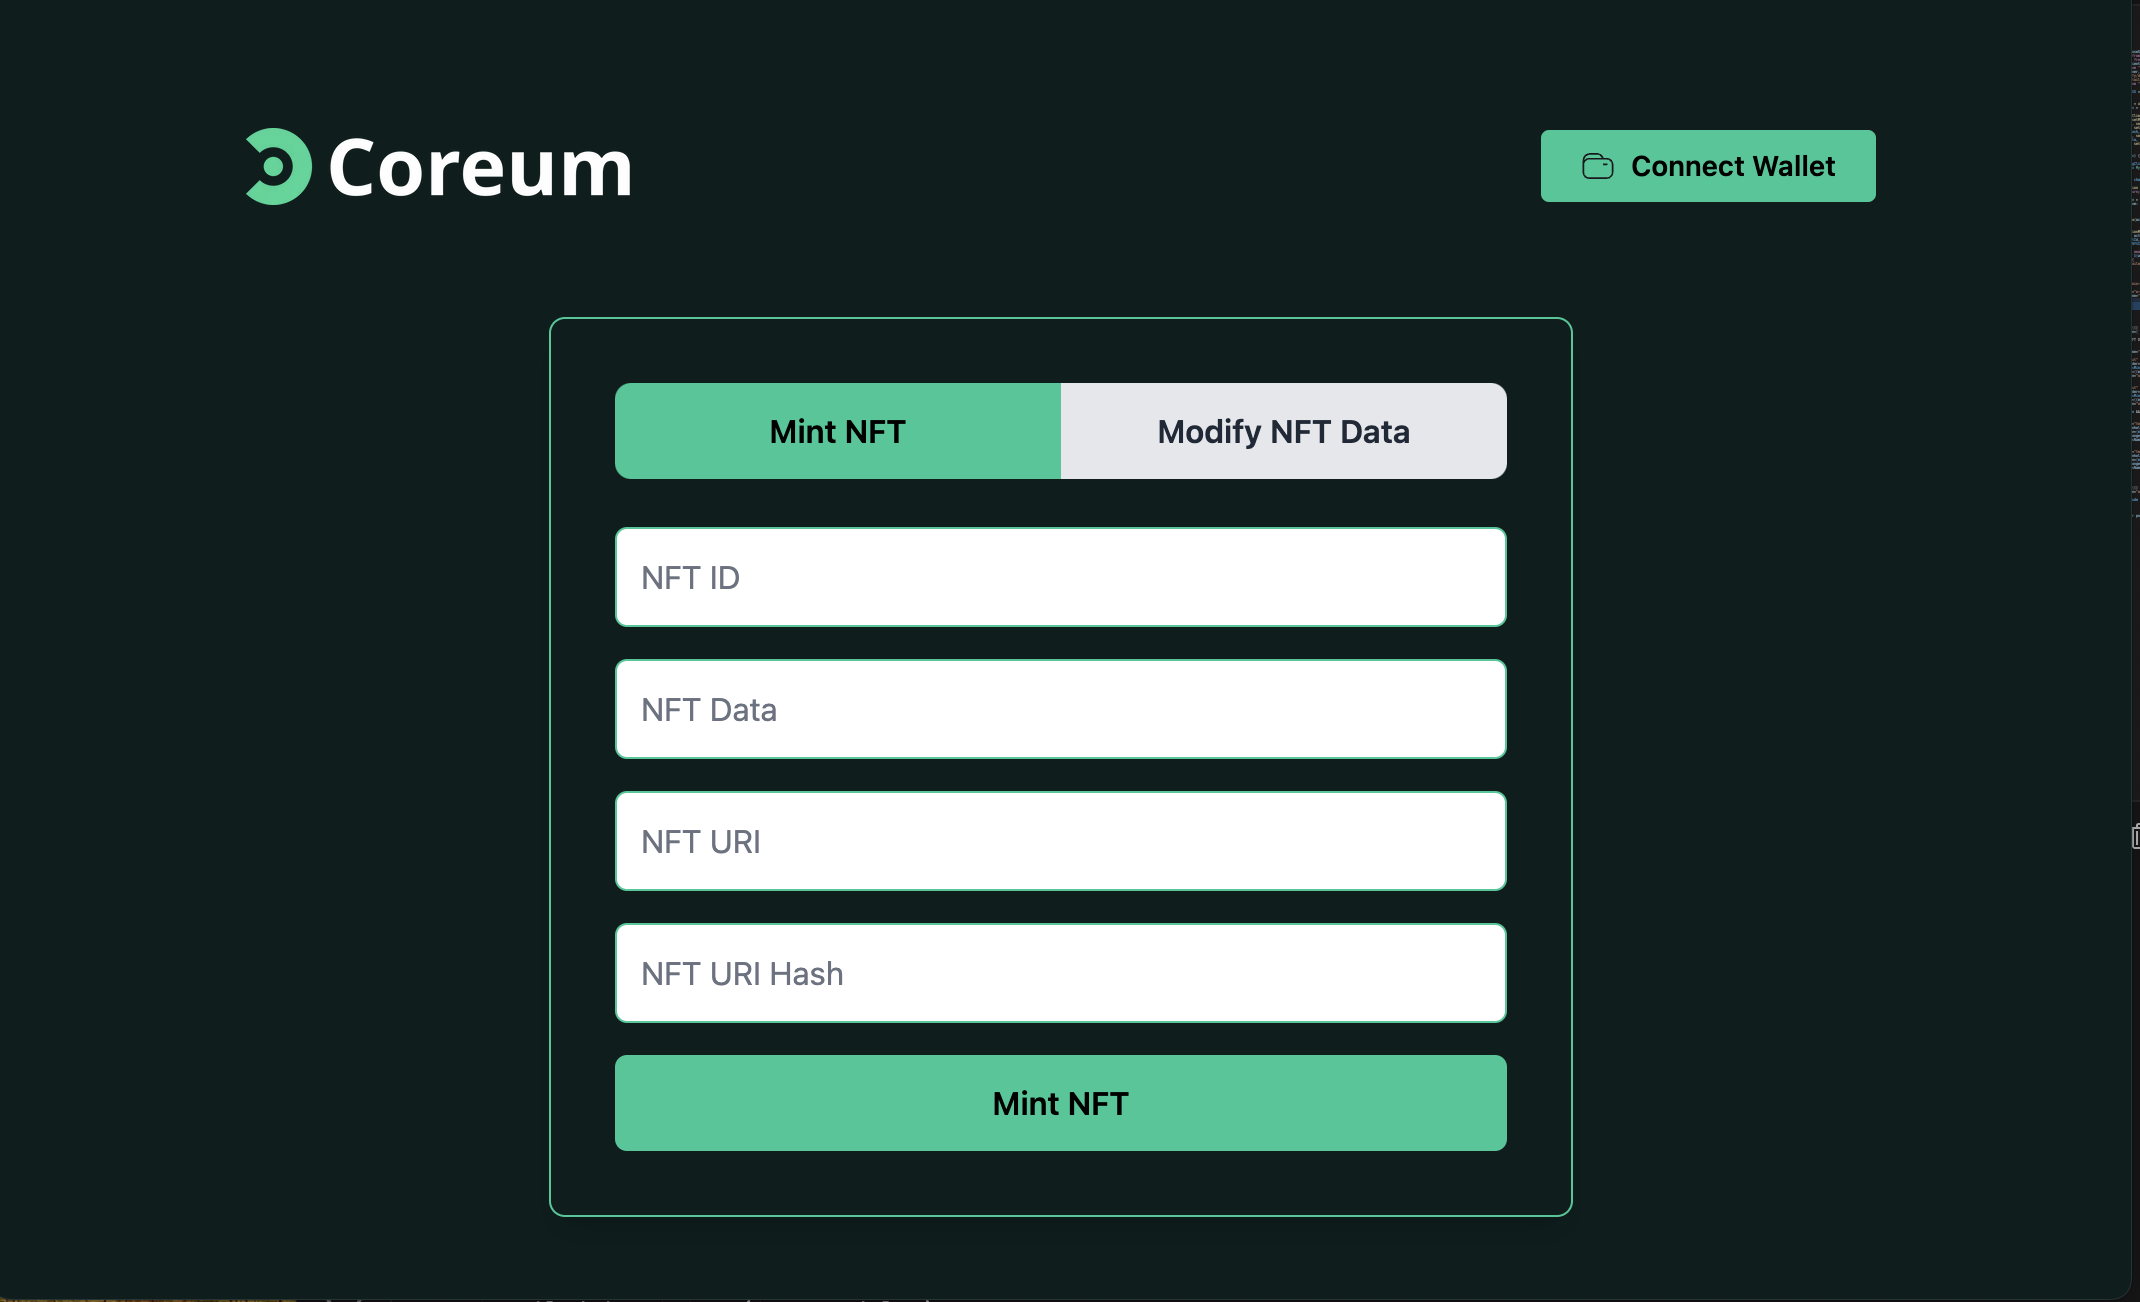 Coreum
Connect Wallet
Mint NFT
Modify NFT Data
NFT ID
NFT Data
NFT URI
NFT URI Hash
Mint NFT